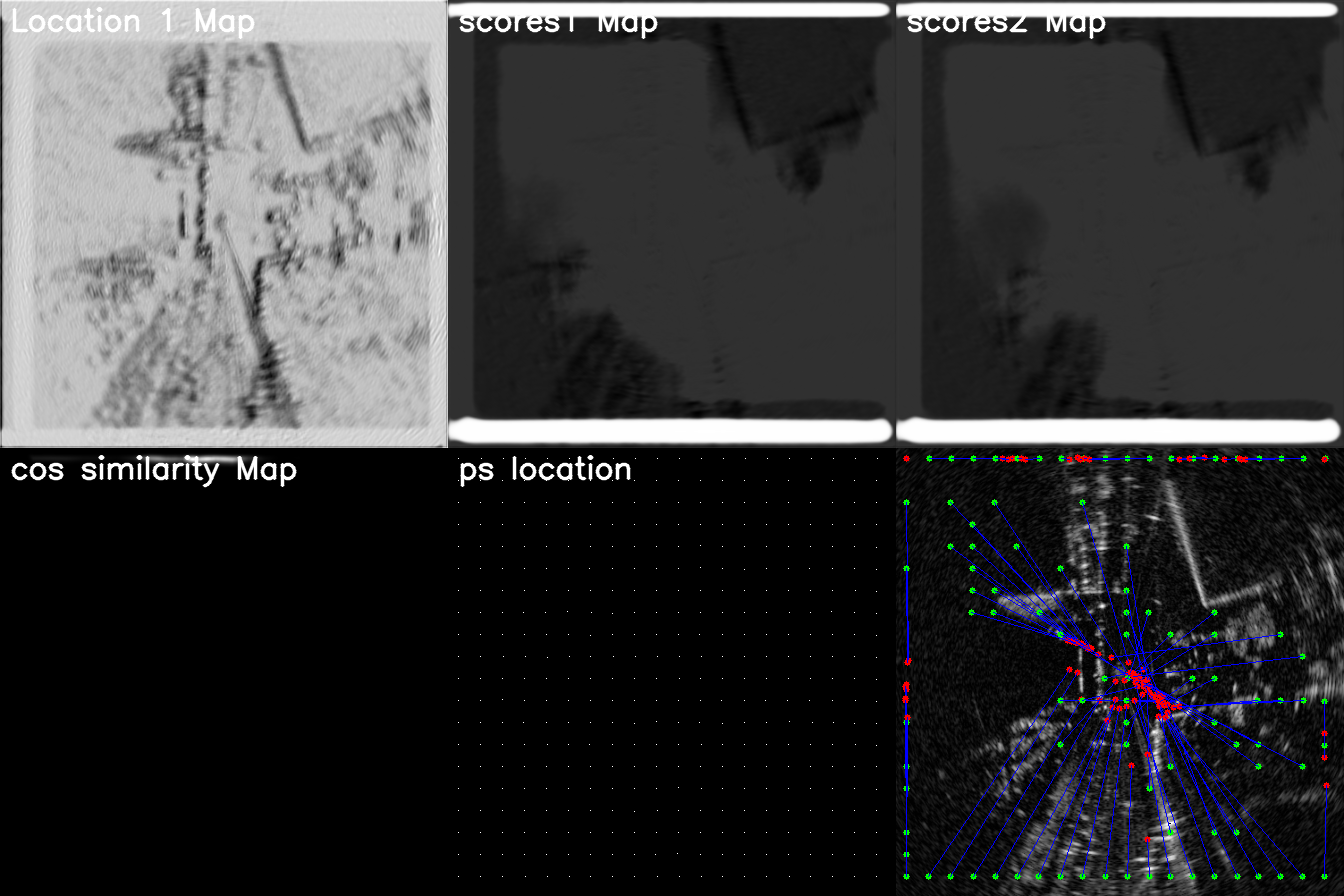 Location 1 Map
scores1 Map
scores2 Map
cos similarity Map
ps location